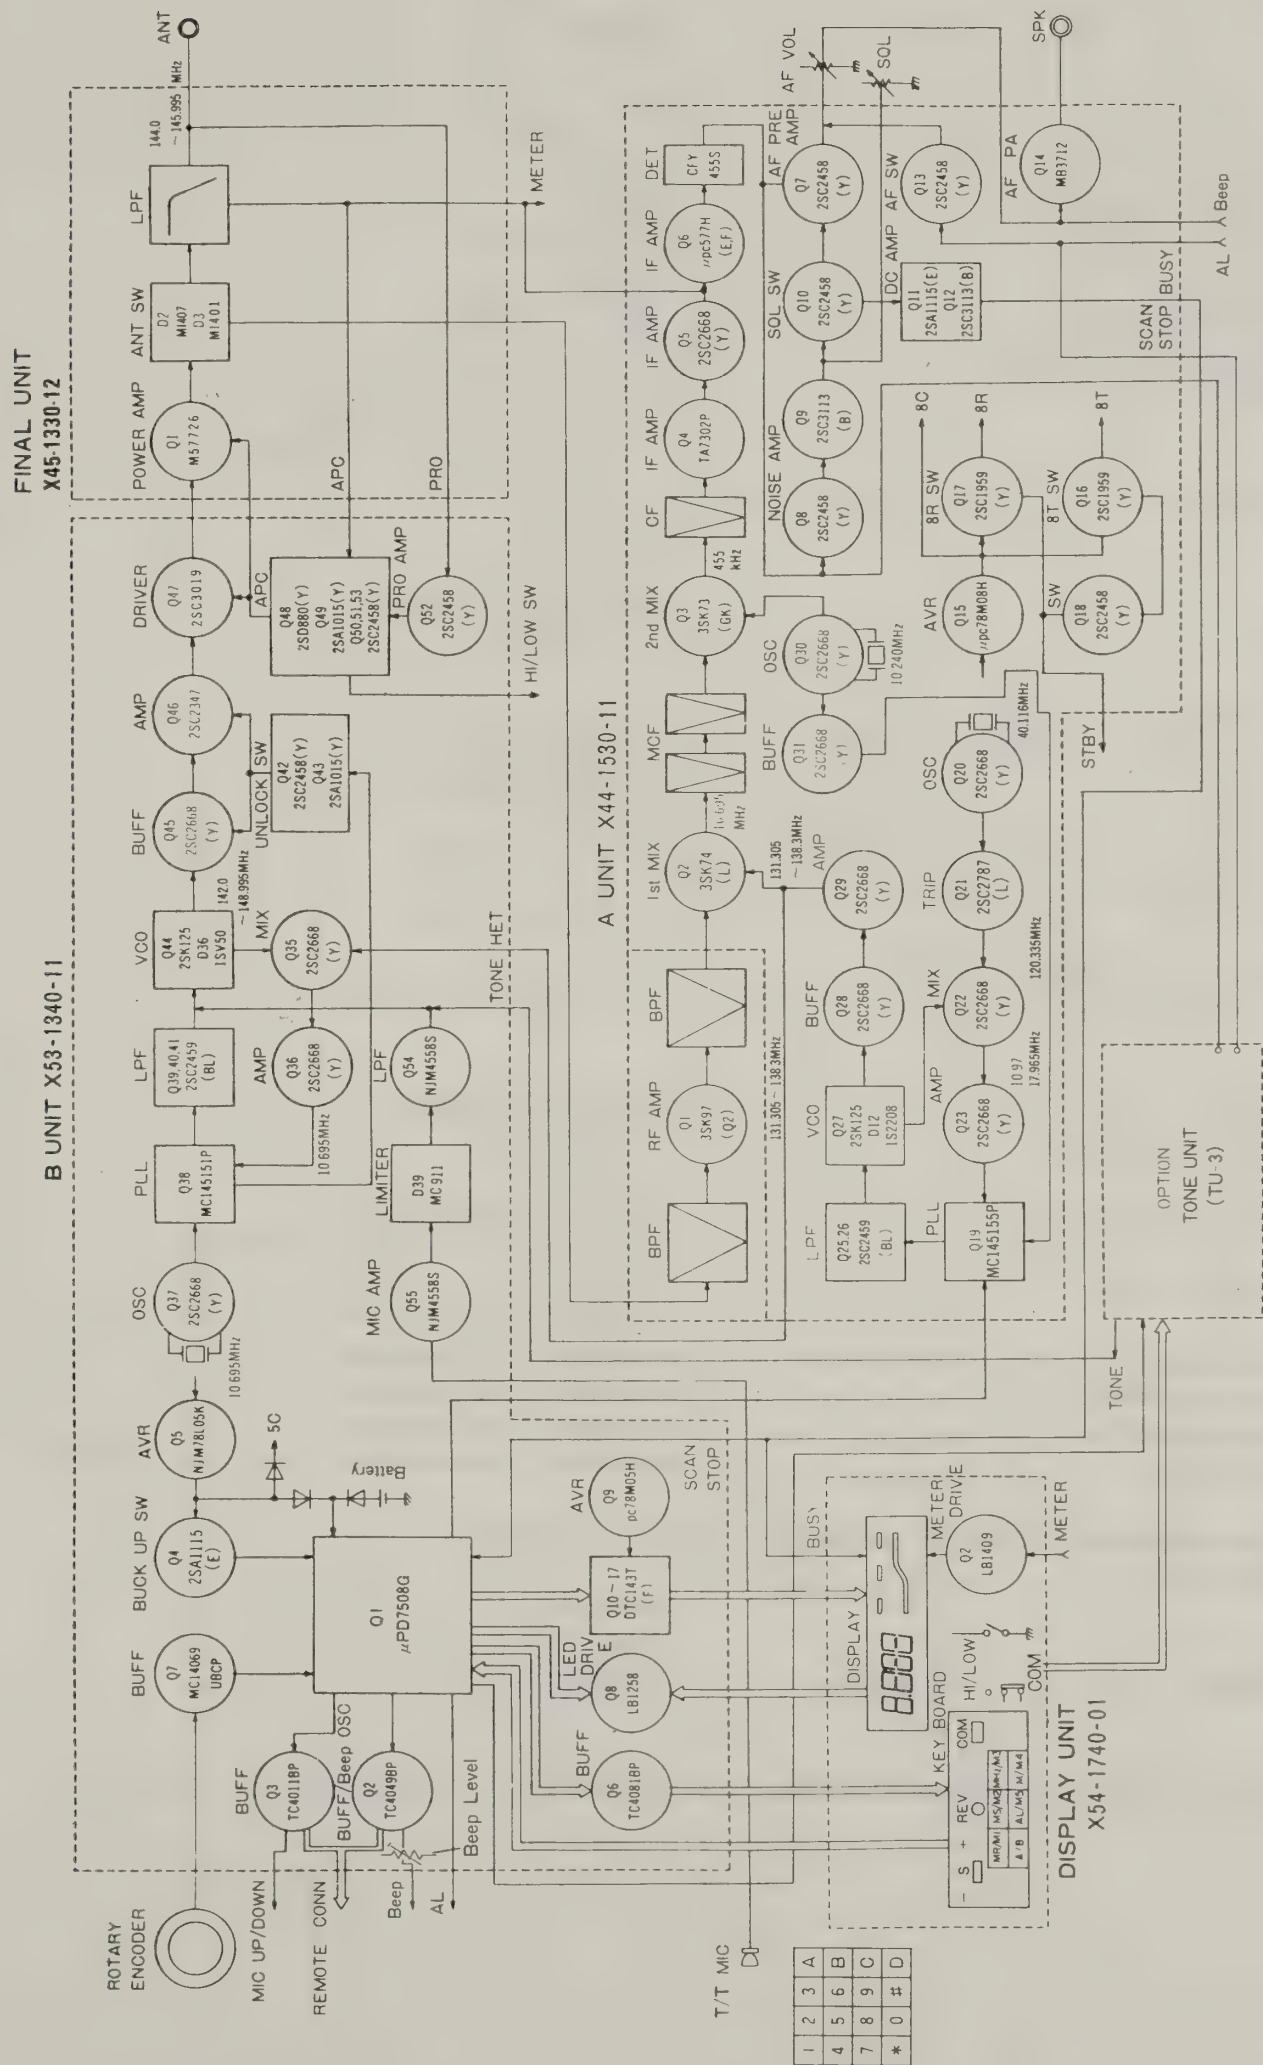 FINAL UNIT
X45-1330-12
B UNIT X53-1340-11
ROTARY
ENCODER
BUFF
Q7
MC14069
UBCP
BUCK UP SW
Q4
2SA1115
(E)
AVR
Q5
NJM78L05K
OSC
Q37
2SC2668
(Y)
10.695MHz
PLL
Q38
MC145151P
LPF
Q39,40,41
2SC2459
(BL)
VCO
Q44
2SK125
D36
1SV50
142.0
~148.995MHz
BUFF
Q45
2SC2668
(Y)
AMP
Q46
2SC2347
DRIVER
Q47
2SC3019
POWER AMP
Q1
M57726
ANT SW
D2
MI407
D3
MI401
LPF
144.0
~145.995 MHz
ANT
5C
Battery
MIX
Q35
2SC2668
(Y)
AMP
Q36
2SC2668
(Y)
10.695MHz
UNLOCK SW
Q42
2SC2458(Y)
Q43
2SA1015(Y)
APC
Q48
2SD880(Y)
Q49
2SA1015(Y)
Q50,51,53
2SC2458(Y)
PRO AMP
Q52
2SC2458
(Y)
APC
PRO
METER
HI/LOW SW
MIC UP/DOWN
REMOTE CONN
Beep
AL
BUFF
Q3
TC4011BP
BUFF/Beep OSC
Q2
TC4049BP
Beep Level
Q1
μPD7508G
MIC AMP
Q55
NJM4558S
LIMITER
D39
MC911
LPF
Q54
NJM4558S
TONE HET
AVR
Q9
pc78M05H
SCAN
STOP
Q10~17
DTC143T
(F)
LED
DRIV
E
Q8
LB1258
BUFF
Q6
TC4081BP
A UNIT X44-1530-11
BPF
RF AMP
Q1
3SK97
(Q2)
BPF
1st MIX
Q2
3SK74
(L)
MHz
MCF
2nd MIX
Q3
3SK73
(GK)
455
kHz
CF
IF AMP
Q4
TA7302P
IF AMP
Q5
2SC2668
(Y)
IF AMP
Q6
μpc577H
(E,F)
DET
CFY
455S
131.305 ~ 138.3MHz
131.305
~138.3MHz
AMP
Q29
2SC2668
(Y)
BUFF
Q28
2SC2668
(Y)
VCO
Q27
2SK125
D12
1S2208
LPF
Q25,26
2SC2459
(BL)
PLL
Q19
MC145155P
AMP
Q23
2SC2668
(Y)
10.97
17.965MHz
MIX
Q22
2SC2668
(Y)
120.335MHz
TRIP
Q21
2SC2787
(L)
OSC
Q20
2SC2668
(Y)
40.116MHz
BUFF
Q31
2SC2668
(Y)
OSC
Q30
2SC2668
(Y)
10.240MHz
NOISE AMP
Q8
2SC2458
(Y)
Q9
2SC3113
(B)
SQL SW
Q10
2SC2458
(Y)
AF PRE
AMP
Q7
2SC2458
(Y)
AF VOL
SQL
DC AMP
Q11
2SA1115(E)
Q12
2SC3113(B)
AF SW
Q13
2SC2458
(Y)
AF PA
Q14
MB3712
SPK
AL
Beep
SCAN
STOP BUSY
AVR
Q15
μpc78M08H
8R SW
Q17
2SC1959
(Y)
8T SW
Q16
2SC1959
(Y)
SW
Q18
2SC2458
(Y)
8C
8R
8T
STBY
T/T MIC
1 2 3 A
4 5 6 B
7 8 9 C
* 0 # D
DISPLAY UNIT
X54-1740-01
DISPLAY
BUSY
METER
DRIVE
Q2
LB1409
METER
KEY BOARD
HI/LOW
COM
- S + REV COM
MR/M1 MS/M2 MHz/M3
A/B AL/M5 M/M4
TONE
OPTION
TONE UNIT
(TU-3)